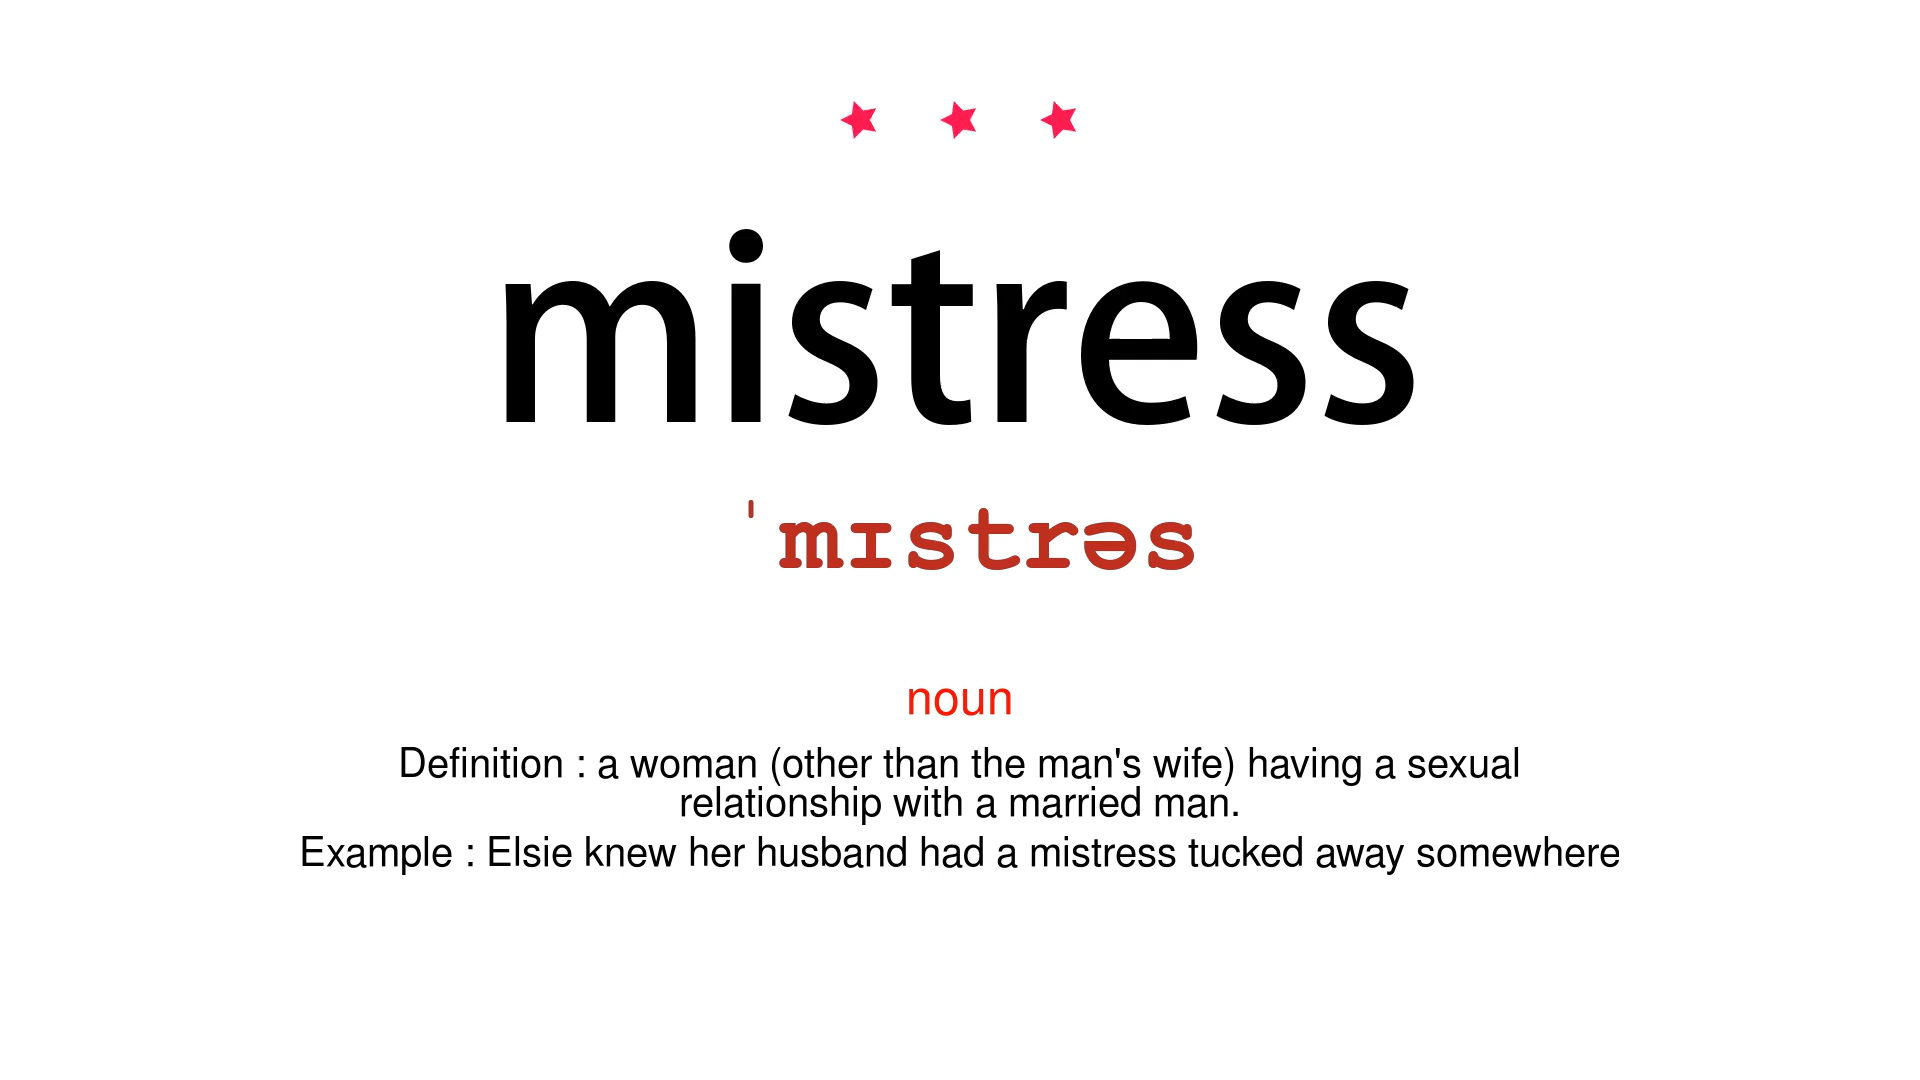 mistress
ˈmɪstrəs
noun
Definition : a woman (other than the man's wife) having a sexual
relationship with a married man.
Example : Elsie knew her husband had a mistress tucked away somewhere